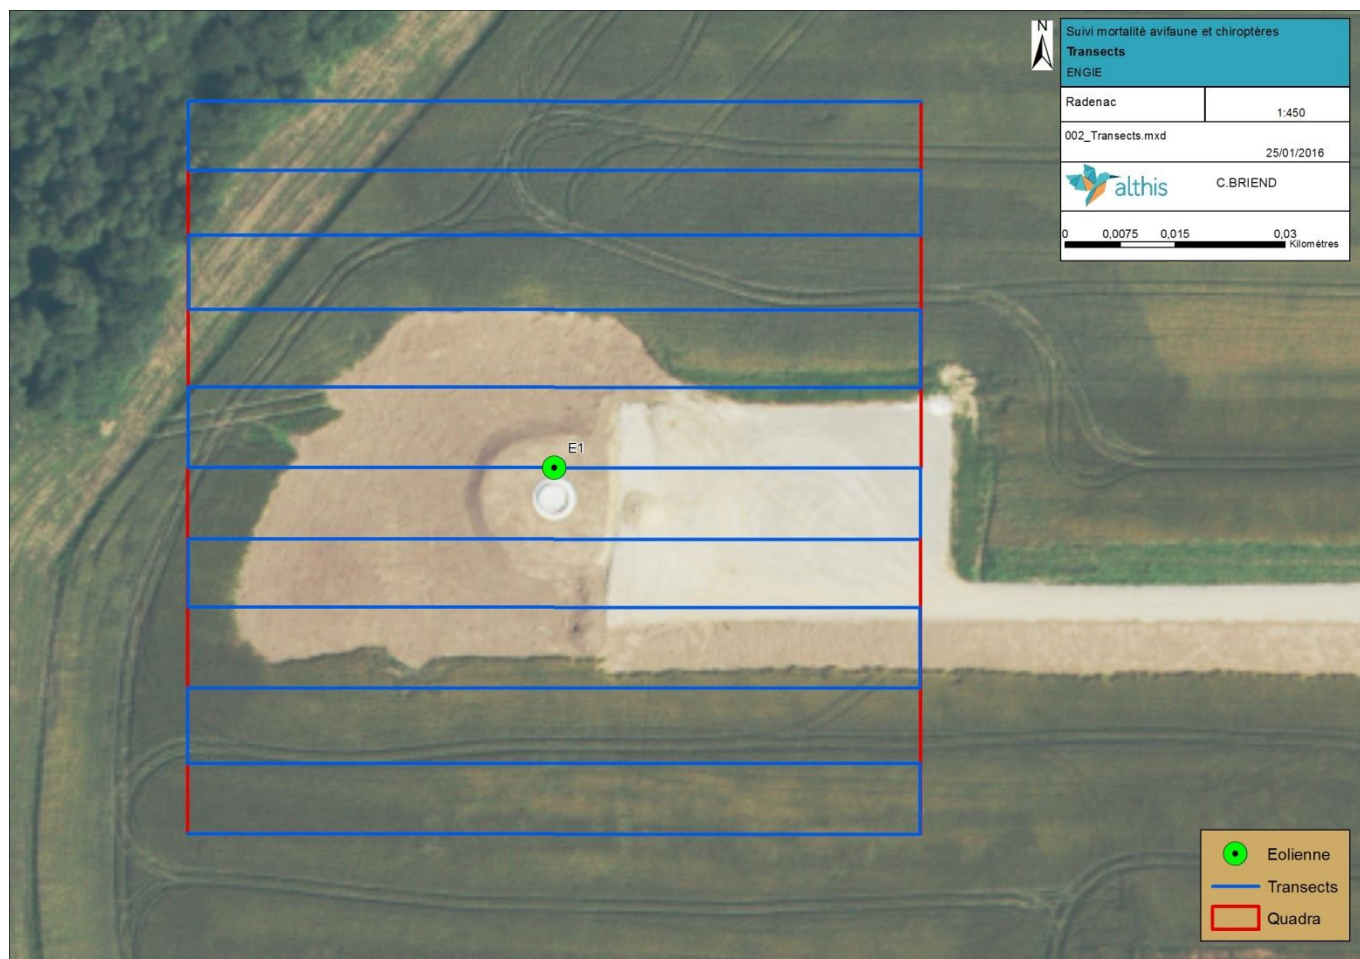 N
Suivi mortalité avifaune et chiroptères
Transects
ENGIE
Radenac
1:450
002_Transects.mxd
25/01/2016
althis
C.BRIEND
0 0,0075 0,015 0,03
Kilomètres
E1
Eolienne
Transects
Quadra